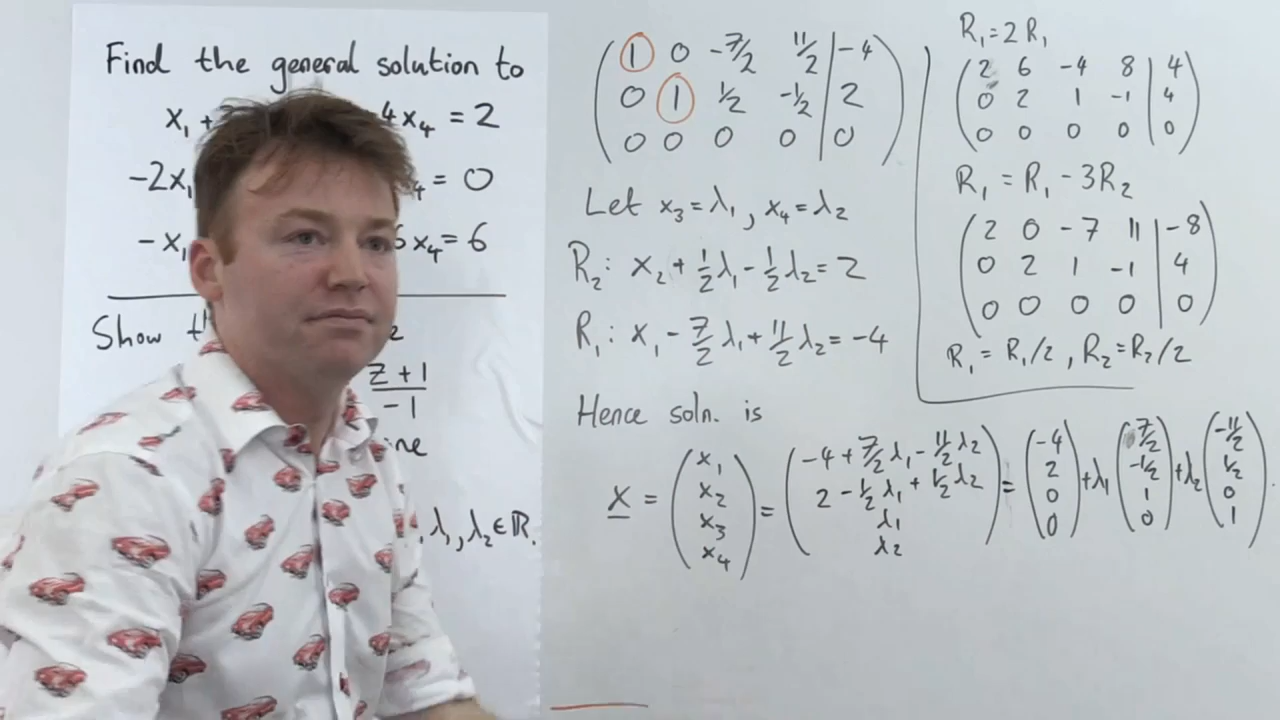 Find the general solution to
x₁ + 4x₄ = 2
-2x₁ ₄ = 0
-x₁ 6x₄ = 6
Show
z + 1
-1
λ₁, λ₂ ∈ ℝ.
1 0 -7/2 11/2 | -4
0 1 1/2 -1/2 | 2
0 0 0 0 | 0
Let x₃ = λ₁, x₄ = λ₂
R₂: x₂ + 1/2 λ₁ - 1/2 λ₂ = 2
R₁: x₁ - 7/2 λ₁ + 11/2 λ₂ = -4
Hence soln. is
x = (x₁ x₂ x₃ x₄) = (-4 + 7/2 λ₁ - 11/2 λ₂ 2 - 1/2 λ₁ + 1/2 λ₂ λ₁ λ₂) = (-4 2 0 0) + λ₁ (7/2 -1/2 1 0) + λ₂ (-11/2 1/2 0 1).
R₁ = 2R₁
2 6 -4 8 | 4
0 2 1 -1 | 4
0 0 0 0 | 0
R₁ = R₁ - 3R₂
2 0 -7 11 | -8
0 2 1 -1 | 4
0 0 0 0 | 0
R₁ = R₁/2, R₂ = R₂/2